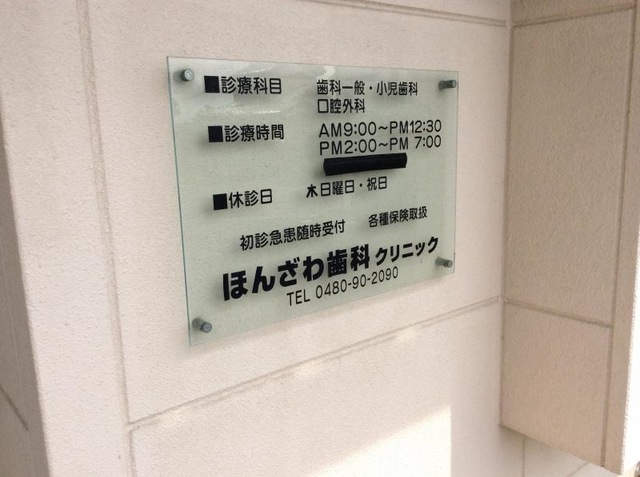 ■診療科目 歯科一般・小児歯科
口腔外科
■診療時間 AM9:00～PM12:30
PM2:00～PM 7:00
■休診日 木日曜日・祝日
初診急患随時受付 各種保険取扱
ほんざわ歯科クリニック
TEL 0480-90-2090